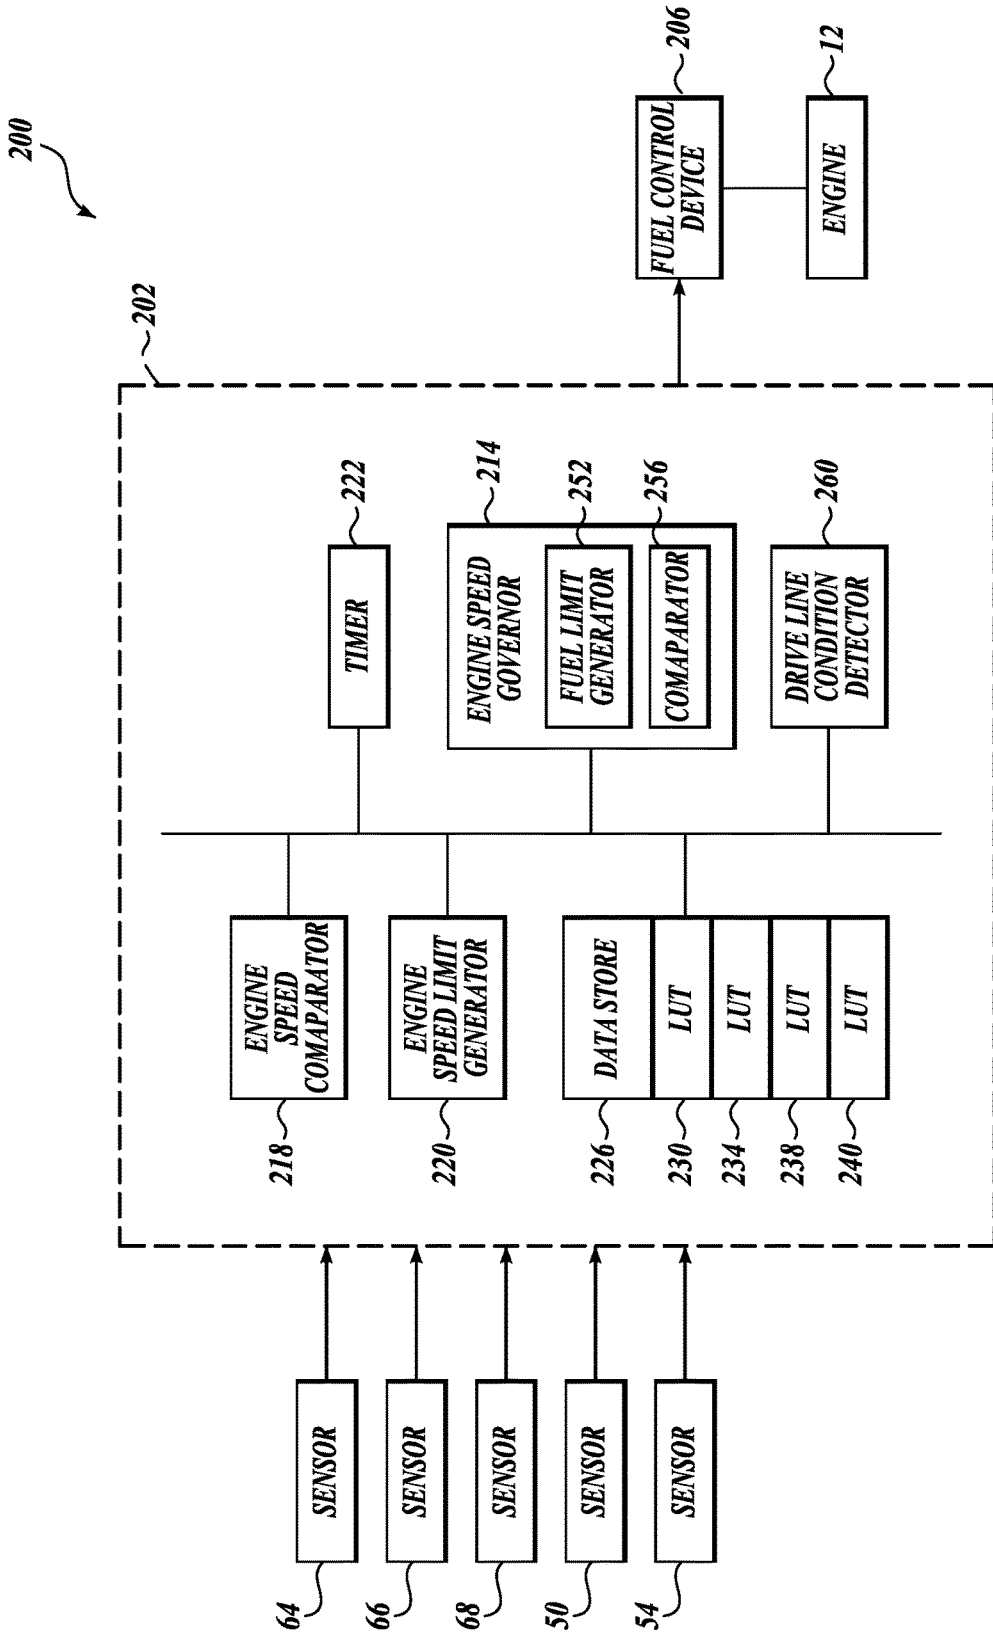 200
202
64
SENSOR
66
SENSOR
68
SENSOR
50
SENSOR
54
SENSOR
218
ENGINE
SPEED
COMAPARATOR
220
ENGINE
SPEED LIMIT
GENERATOR
226
DATA STORE
230
LUT
234
LUT
238
LUT
240
LUT
TIMER
222
ENGINE SPEED
GOVERNOR
214
FUEL LIMIT
GENERATOR
252
COMAPARATOR
256
DRIVE LINE
CONDITION
DETECTOR
260
FUEL CONTROL
DEVICE
206
ENGINE
12